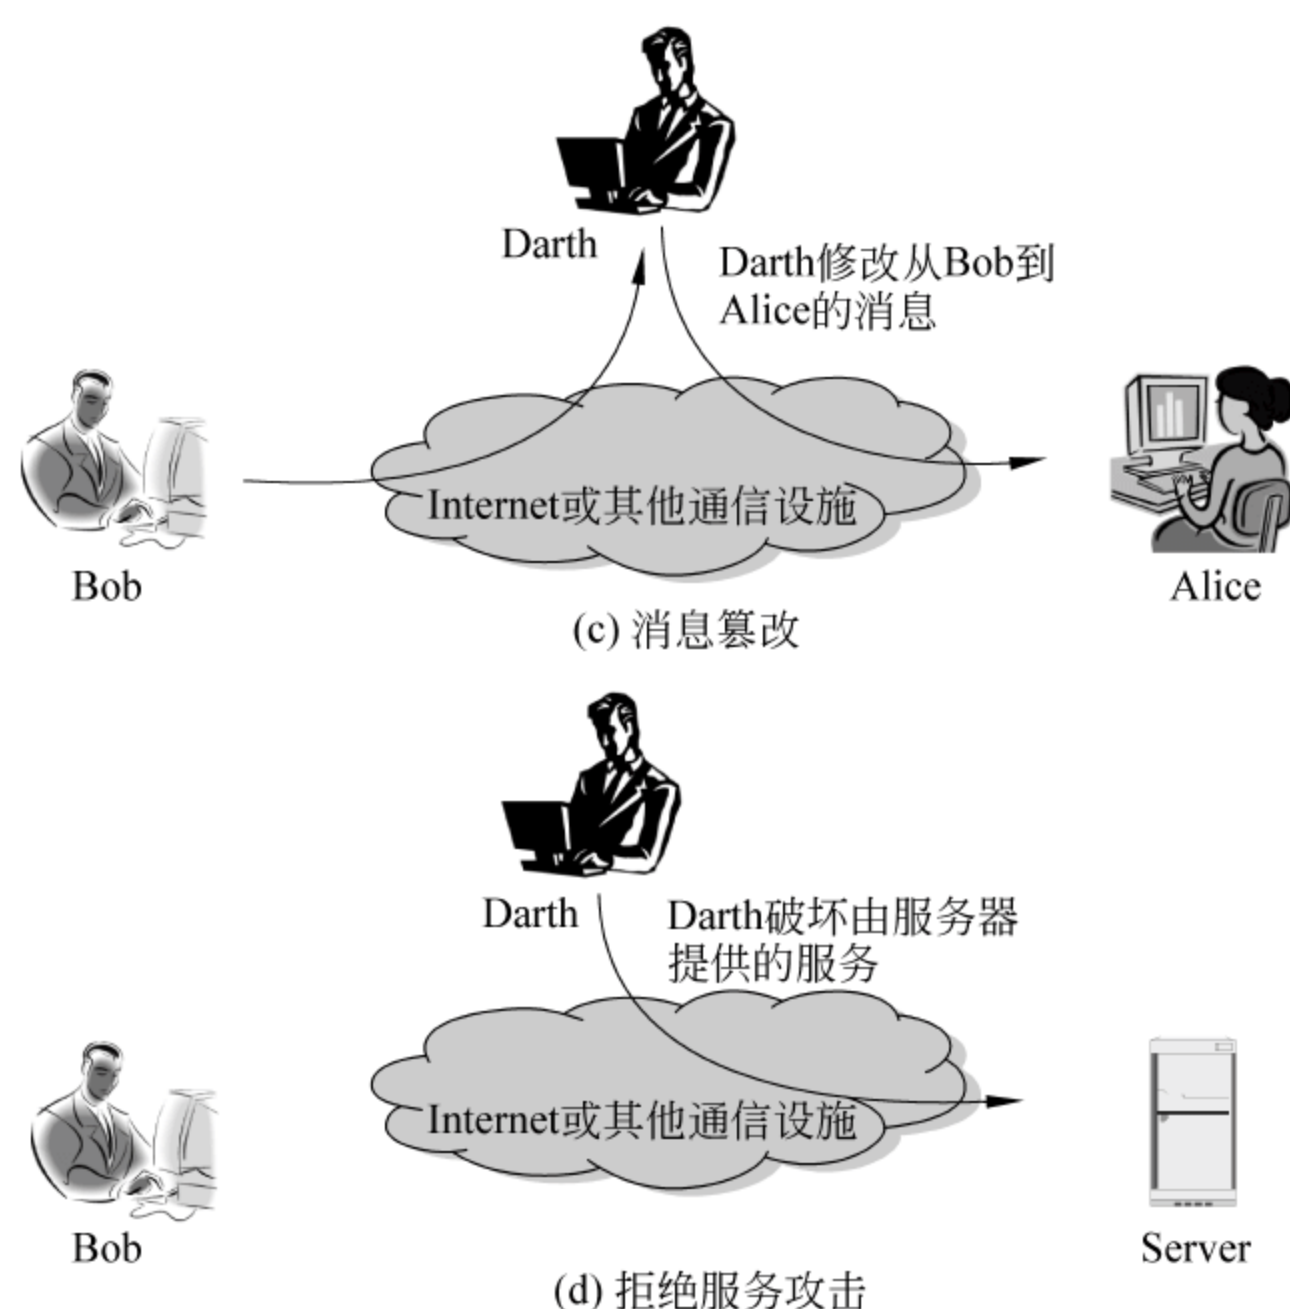 Darth
Darth修改从Bob到
Alice的消息
Internet或其他通信设施
Bob
Alice
(c) 消息篡改
Darth
Darth破坏由服务器
提供的服务
Internet或其他通信设施
Bob
Server
(d) 拒绝服务攻击